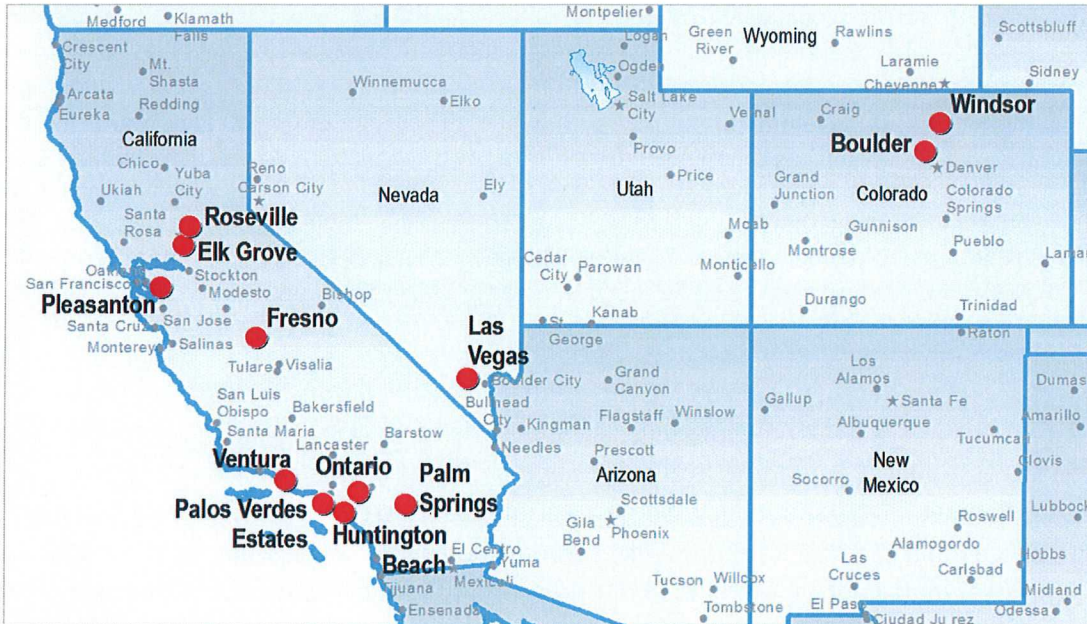 Medford
Klamath
Falls
Montpelier
Logan
Green
River
Wyoming
Rawlins
Scottsbluff
Crescent
City
Mt.
Shasta
Winnemucca
Ogden
Laramie
Cheyenne
Sidney
Arcata
Eureka
Redding
Elko
Salt Lake
City
Vernal
Craig
Windsor
California
Provo
Boulder
Chico
Yuba
City
Reno
Carson City
Nevada
Ely
Utah
Price
Grand
Junction
Denver
Colorado
Colorado
Springs
Ukiah
Santa
Rosa
Roseville
Elk Grove
Moab
Gunnison
Montrose
Pueblo
Lamar
Oakland
San Francisco
Stockton
Modesto
Cedar
City
Parowan
Monticello
Pleasanton
Bishop
Durango
Trinidad
Santa Cruz
San Jose
Fresno
Las
Vegas
St.
George
Kanab
Raton
Monterey
Salinas
Tulare
Visalia
Boulder City
Grand
Canyon
Los
Alamos
Santa Fe
Dumas
San Luis
Obispo
Bakersfield
Bullhead
City
Kingman
Flagstaff
Winslow
Gallup
Albuquerque
Tucumcari
Amarillo
Santa Maria
Lancaster
Barstow
Needles
Prescott
Clovis
Ventura
Ontario
Palm
Springs
Arizona
New
Mexico
Socorro
Palos Verdes
Estates
Huntington
Beach
Scottsdale
Phoenix
Gila
Bend
Roswell
Lubbock
El Centro
Mexicali
Yuma
Alamogordo
Hobbs
Tijuana
Tucson
Willcox
Las
Cruces
Carlsbad
Midland
Ensenada
Tombstone
El Paso
Ciudad Ju rez
Odessa